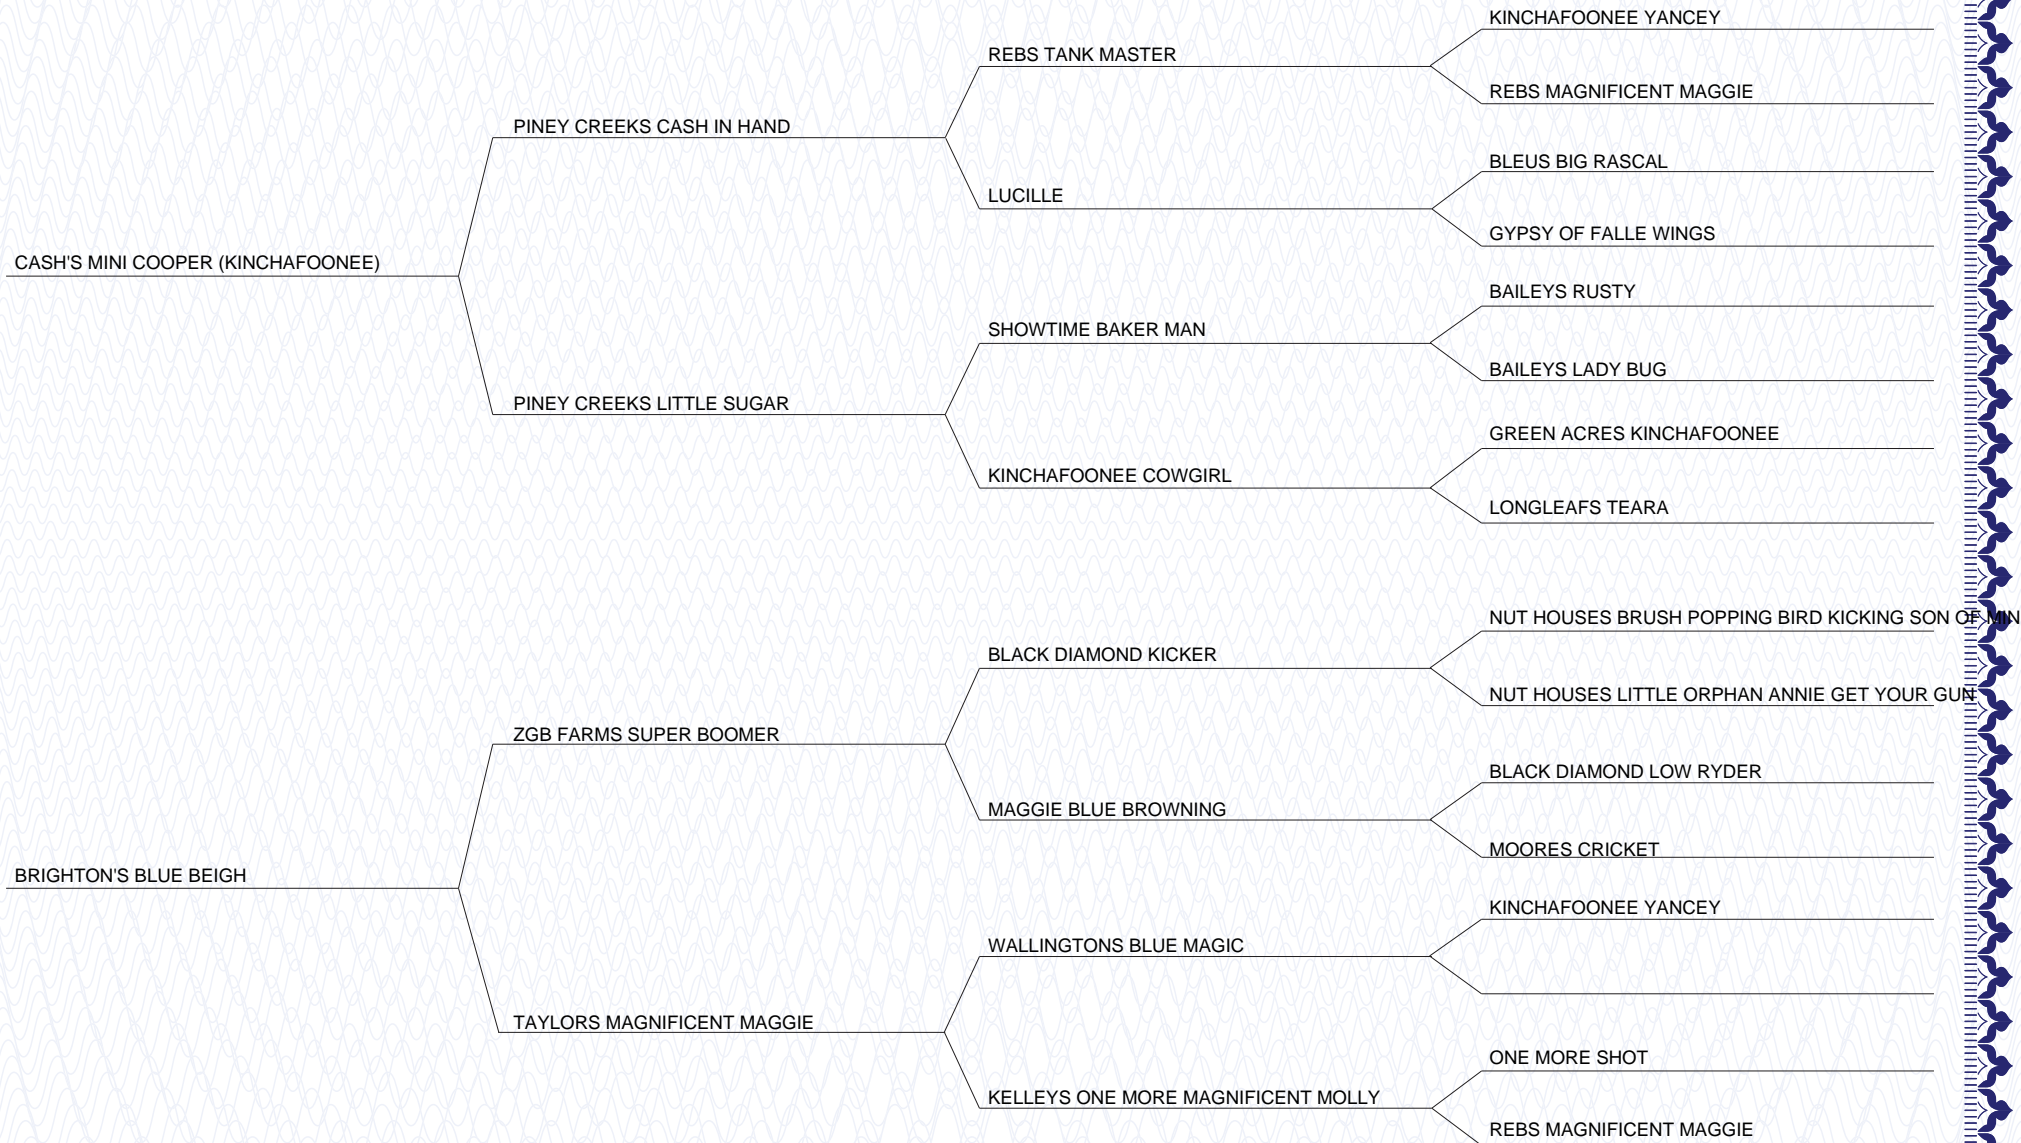 KINCHAFOONEE YANCEY
REBS TANK MASTER
REBS MAGNIFICENT MAGGIE
PINEY CREEKS CASH IN HAND
BLEUS BIG RASCAL
LUCILLE
GYPSY OF FALLE WINGS
CASH'S MINI COOPER (KINCHAFOONEE)
BAILEYS RUSTY
SHOWTIME BAKER MAN
BAILEYS LADY BUG
PINEY CREEKS LITTLE SUGAR
GREEN ACRES KINCHAFOONEE
KINCHAFOONEE COWGIRL
LONGLEAFS TEARA
NUT HOUSES BRUSH POPPING BIRD KICKING SON OF MIN
BLACK DIAMOND KICKER
NUT HOUSES LITTLE ORPHAN ANNIE GET YOUR GUN
ZGB FARMS SUPER BOOMER
BLACK DIAMOND LOW RYDER
MAGGIE BLUE BROWNING
MOORES CRICKET
BRIGHTON'S BLUE BEIGH
KINCHAFOONEE YANCEY
WALLINGTONS BLUE MAGIC
TAYLORS MAGNIFICENT MAGGIE
ONE MORE SHOT
KELLEYS ONE MORE MAGNIFICENT MOLLY
REBS MAGNIFICENT MAGGIE